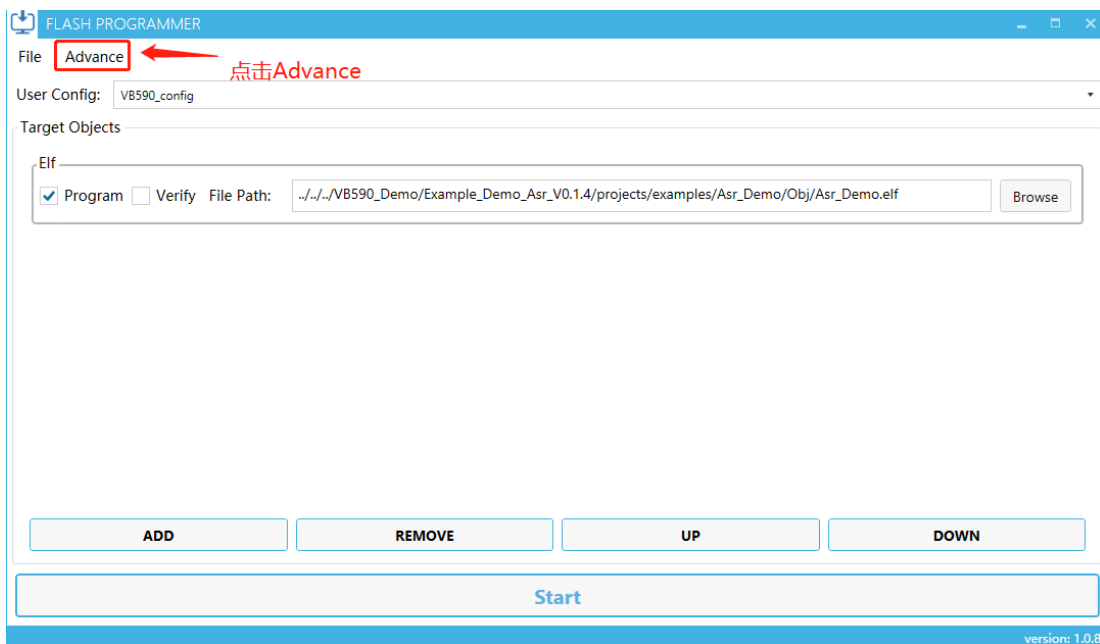 FLASH PROGRAMMER
File Advance
点击Advance
User Config: VB590_config
Target Objects
Elf
Program Verify File Path: ../../../VB590_Demo/Example_Demo_Asr_V0.1.4/projects/examples/Asr_Demo/Obj/Asr_Demo.elf Browse
ADD REMOVE UP DOWN
Start
version: 1.0.8